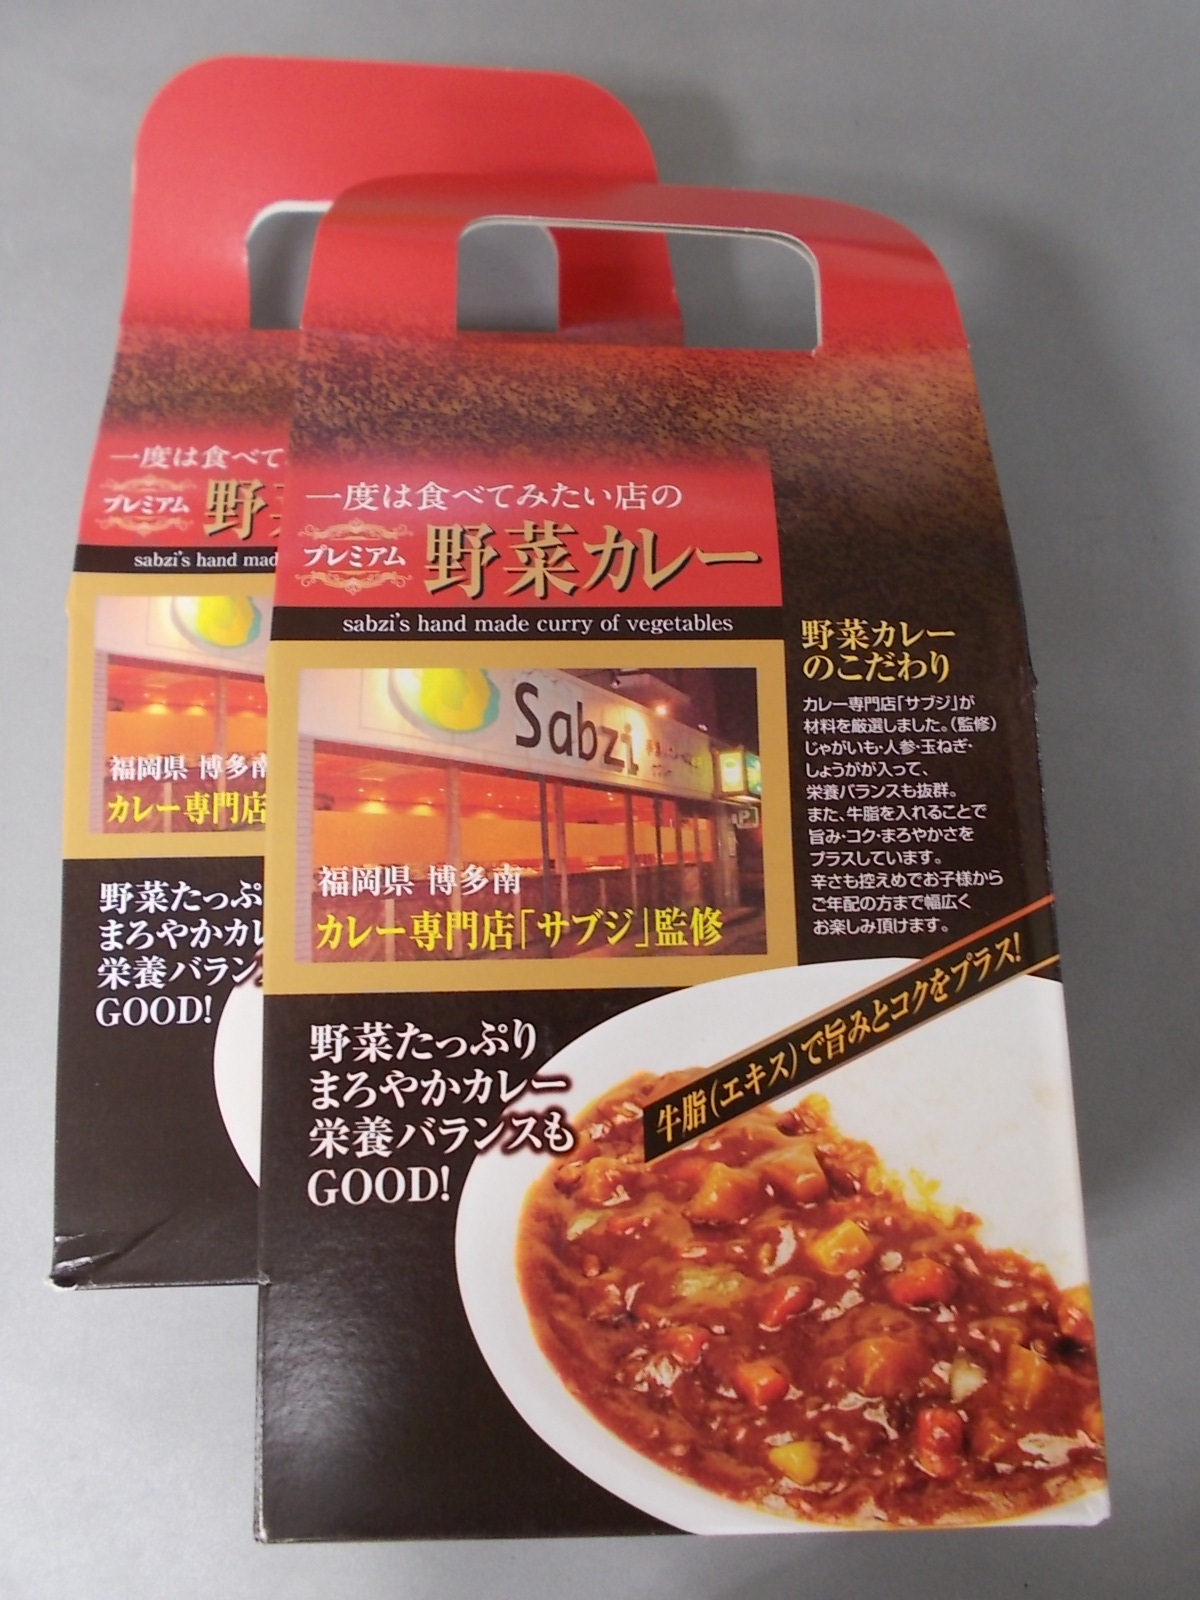 一度は食べて
プレミアム 野
sabzi's hand mad
福岡県 博多南
カレー専門店
野菜たっぷ
まろやかカレ
栄養バラン
GOOD!
一度は食べてみたい店の
プレミアム 野菜カレー
sabzi's hand made curry of vegetables
Sabzi
P
福岡県 博多南
カレー専門店「サブジ」監修
野菜カレー
のこだわり
カレー専門店「サブジ」が
材料を厳選しました。(監修)
じゃがいも・人参・玉ねぎ・
しょうがが入って、
栄養バランスも抜群。
また、牛脂を入れることで
旨み・コク・まろやかさを
プラスしています。
辛さも控えめでお子様から
ご年配の方まで幅広く
お楽しみ頂けます。
牛脂(エキス)で旨みとコクをプラス!
野菜たっぷり
まろやかカレー
栄養バランスも
GOOD!